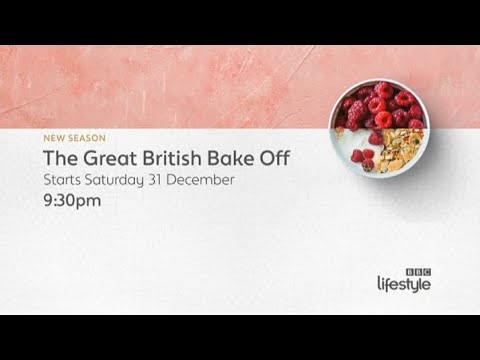 NEW SEASON
The Great British Bake Off
Starts Saturday 31 December
9:30pm
BBC
lifestyle